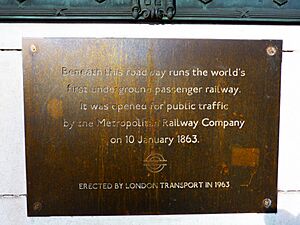 Beneath this roadway runs the world's
first underground passenger railway.
It was opened for public traffic
by the Metropolitan Railway Company
on 10 January 1863.
ERECTED BY LONDON TRANSPORT IN 1963